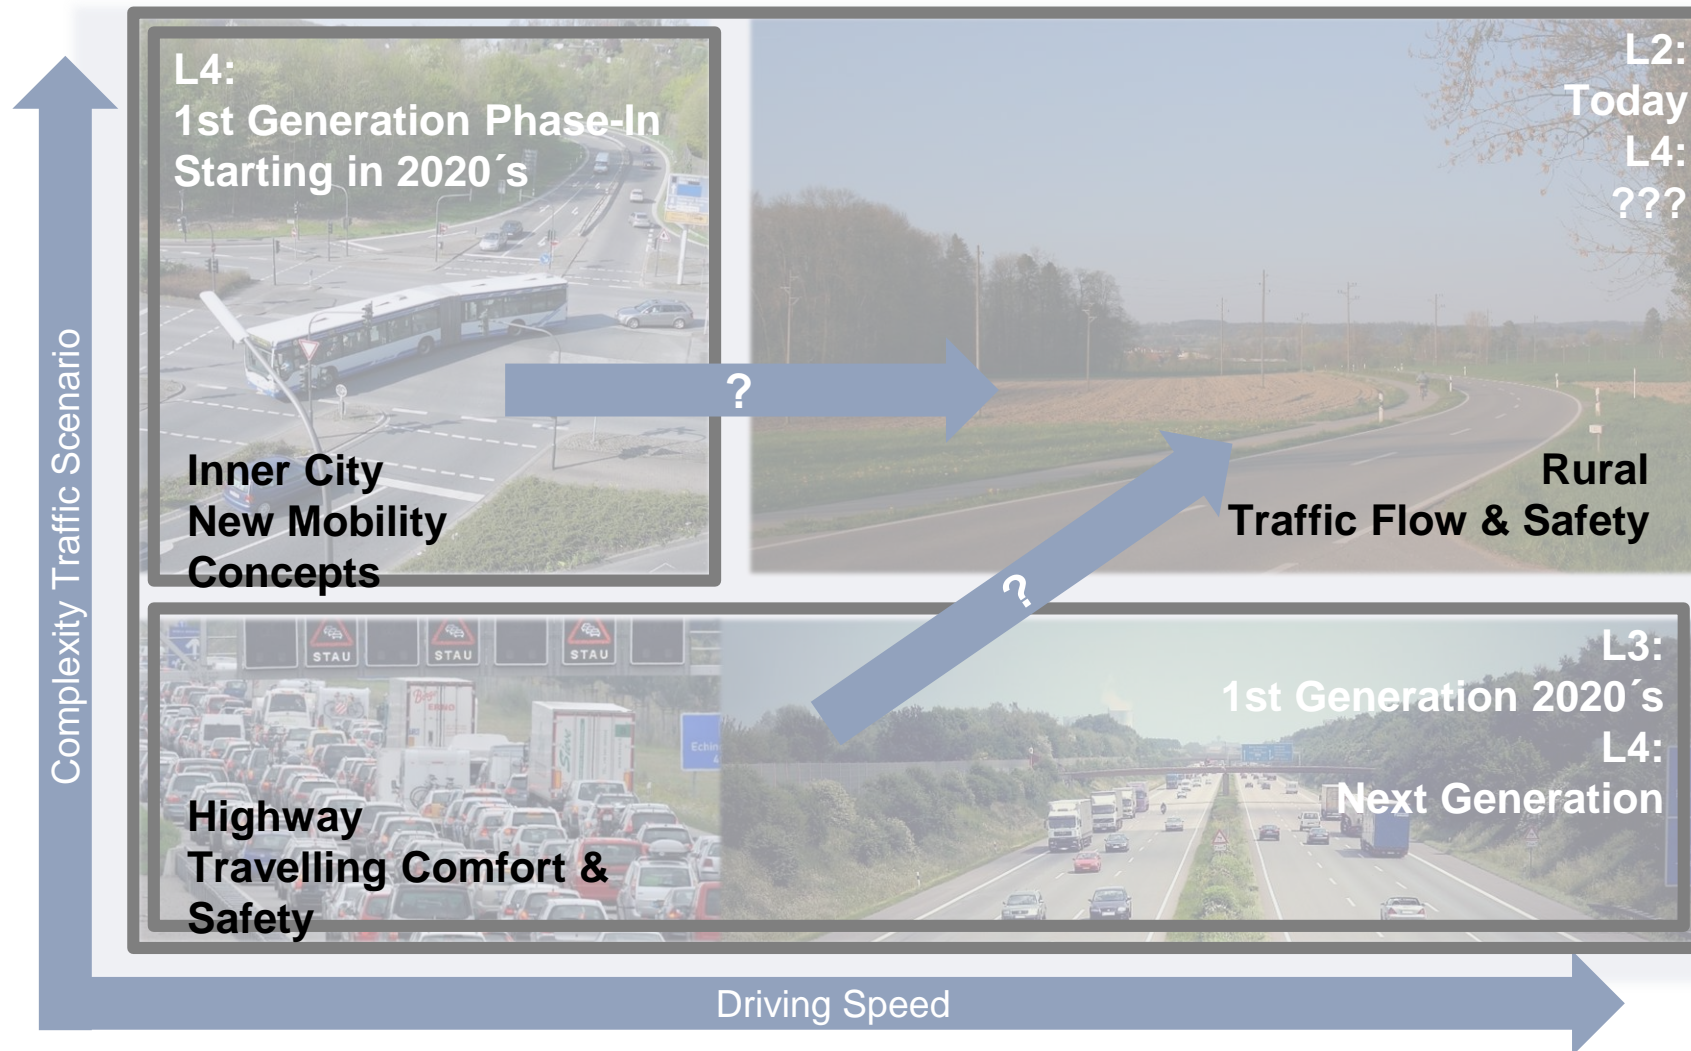 L4:
1st Generation Phase-In
Starting in 2020´s
L2:
Today
L4:
???
?
Inner City
New Mobility
Concepts
Rural
Traffic Flow & Safety
?
STAU
STAU
STAU
L3:
1st Generation 2020´s
L4:
Next Generation
Highway
Travelling Comfort &
Safety
Complexity Traffic Scenario
Driving Speed